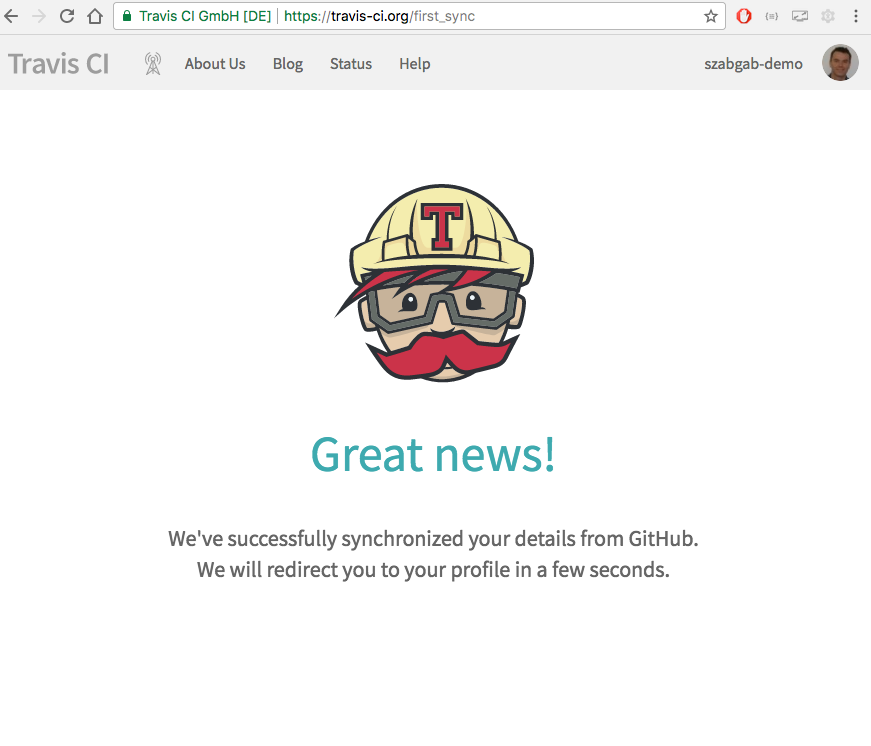 Travis CI GmbH [DE] https://travis-ci.org/first_sync
Travis CI About Us Blog Status Help szabgab-demo
T
Great news!
We've successfully synchronized your details from GitHub.
We will redirect you to your profile in a few seconds.